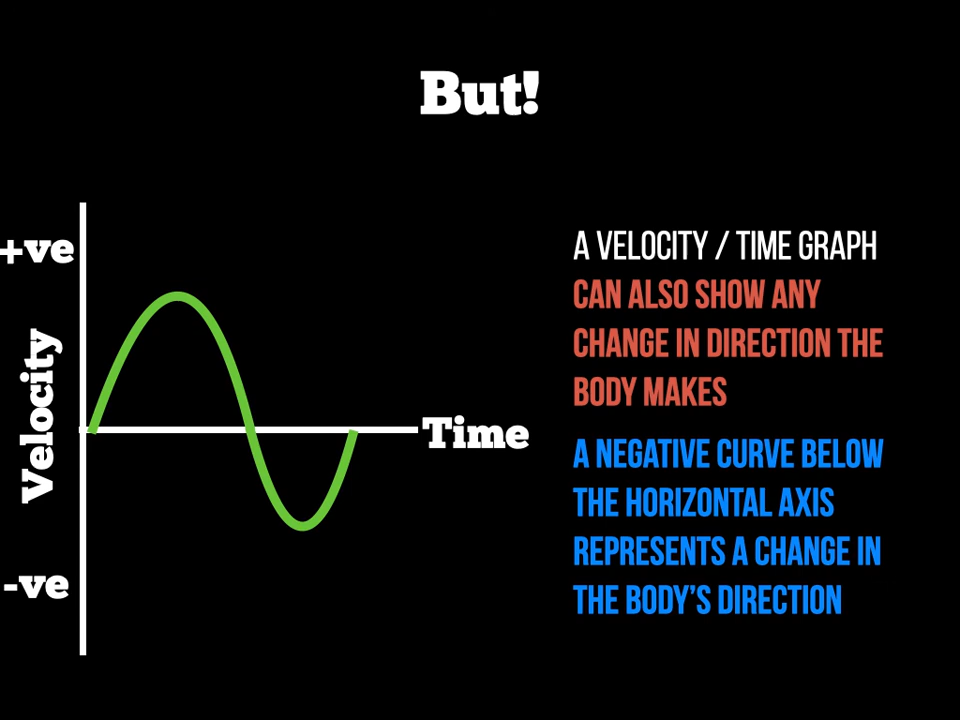 But!
+ve
Velocity
-ve
Time
A VELOCITY / TIME GRAPH
CAN ALSO SHOW ANY
CHANGE IN DIRECTION THE
BODY MAKES
A NEGATIVE CURVE BELOW
THE HORIZONTAL AXIS
REPRESENTS A CHANGE IN
THE BODY’S DIRECTION